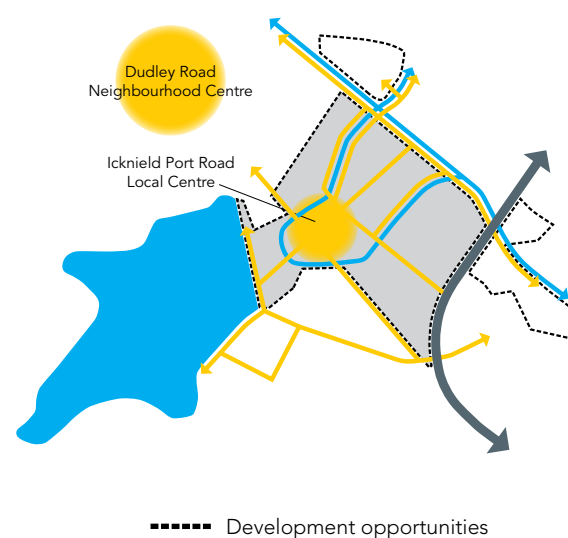 Dudley Road
Neighbourhood Centre
Icknield Port Road
Local Centre
Development opportunities